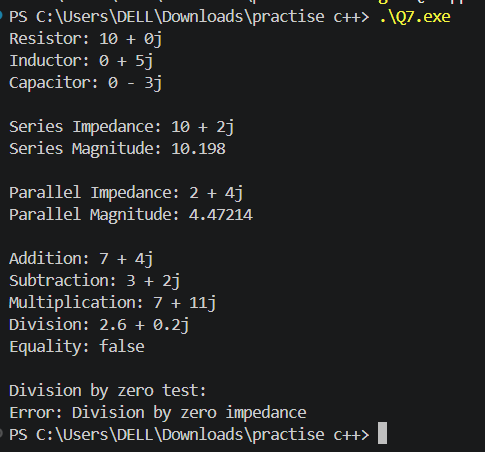 PS C:\Users\DELL\Downloads\practise c++> .\Q7.exe
Resistor: 10 + 0j
Inductor: 0 + 5j
Capacitor: 0 - 3j
Series Impedance: 10 + 2j
Series Magnitude: 10.198
Parallel Impedance: 2 + 4j
Parallel Magnitude: 4.47214
Addition: 7 + 4j
Subtraction: 3 + 2j
Multiplication: 7 + 11j
Division: 2.6 + 0.2j
Equality: false
Division by zero test:
Error: Division by zero impedance
PS C:\Users\DELL\Downloads\practise c++>